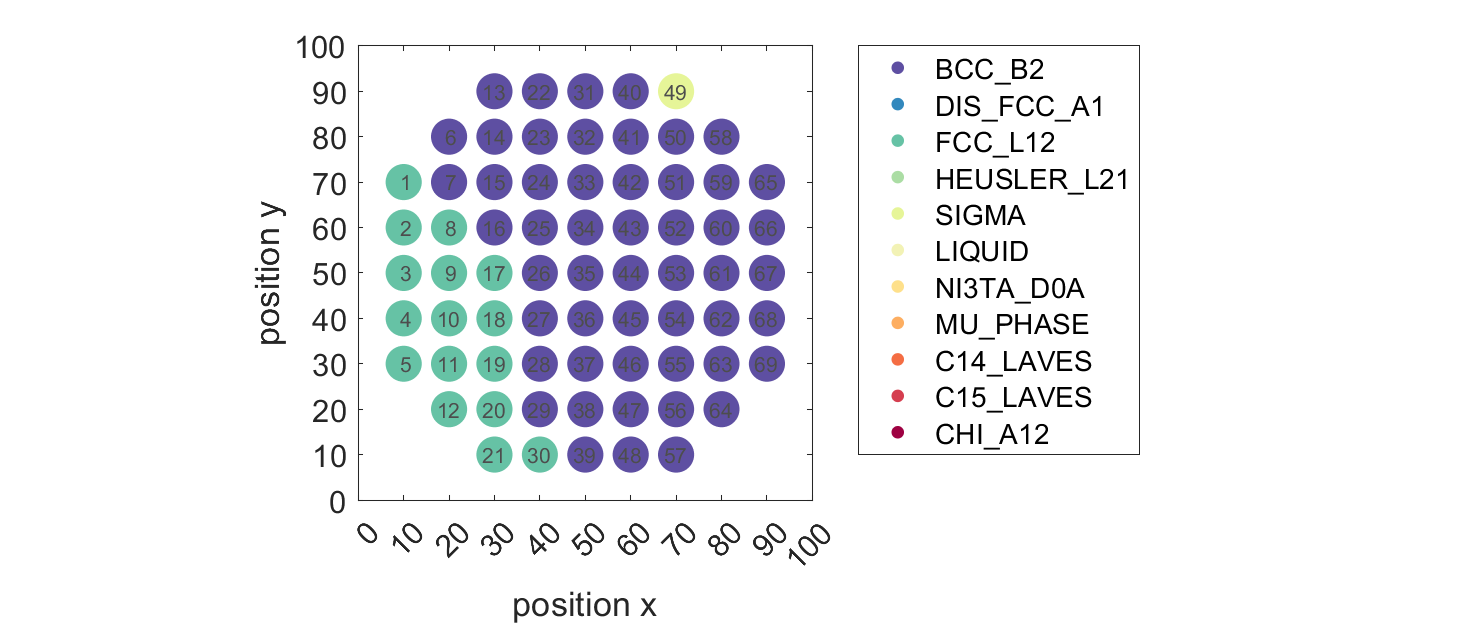 100
90
80
70
60
50
40
30
20
10
0
position y
13 22 31 40 49
6 14 23 32 41 50 58
1 7 15 24 33 42 51 59 65
2 8 16 25 34 43 52 60 66
3 9 17 26 35 44 53 61 67
4 10 18 27 36 45 54 62 68
5 11 19 28 37 46 55 63 69
12 20 29 38 47 56 64
21 30 39 48 57
0 10 20 30 40 50 60 70 80 90 100
position x
BCC_B2
DIS_FCC_A1
FCC_L12
HEUSLER_L21
SIGMA
LIQUID
NI3TA_D0A
MU_PHASE
C14_LAVES
C15_LAVES
CHI_A12